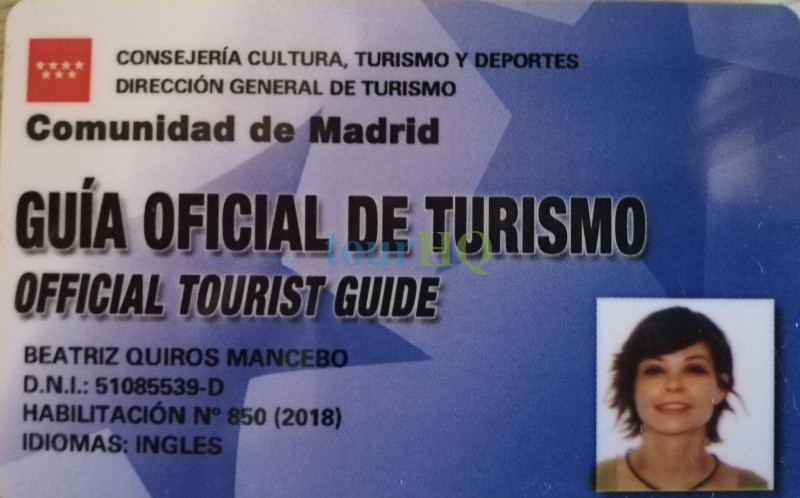 CONSEJERÍA CULTURA, TURISMO Y DEPORTES
DIRECCIÓN GENERAL DE TURISMO
Comunidad de Madrid
GUÍA OFICIAL DE TURISMO
tourHQ
OFFICIAL TOURIST GUIDE
BEATRIZ QUIROS MANCEBO
D.N.I.: 51085539-D
HABILITACIÓN Nº 850 (2018)
IDIOMAS: INGLES